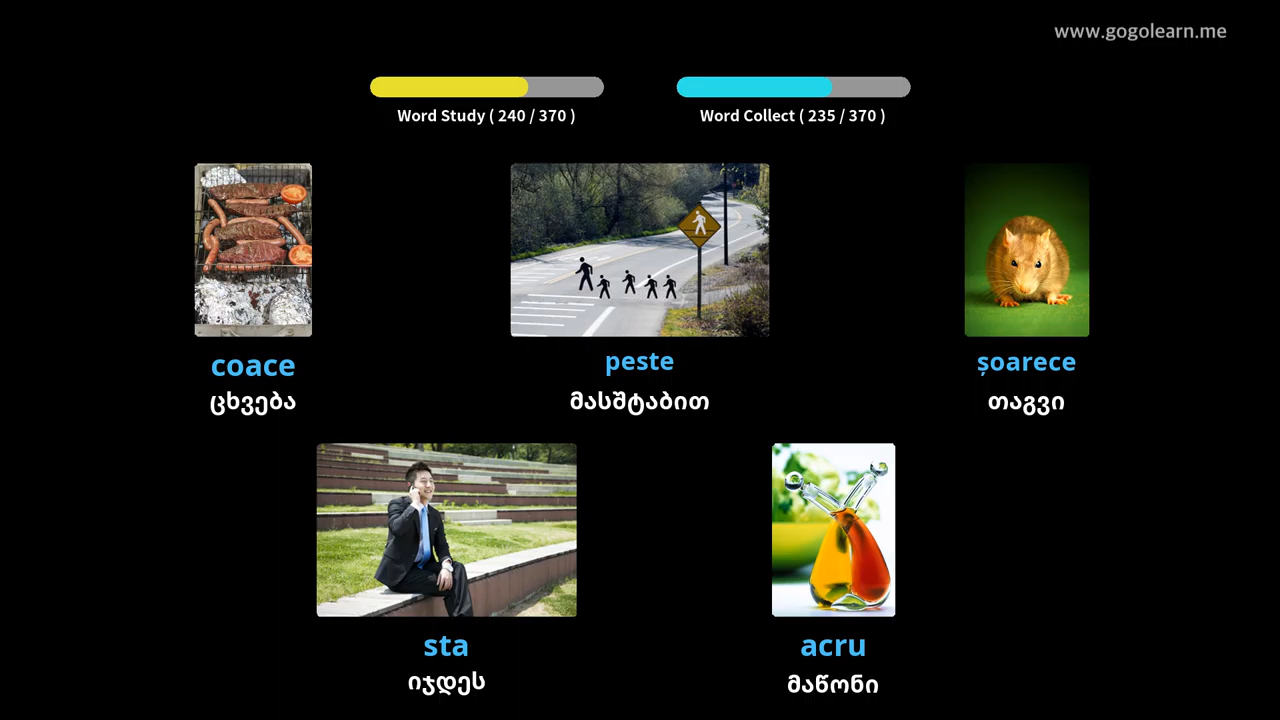 www.gogolearn.me
Word Study ( 240 / 370 )
Word Collect ( 235 / 370 )
coace
ცხვება
peste
მასშტაბით
șoarece
თაგვი
sta
იჯდეს
acru
მაწონი